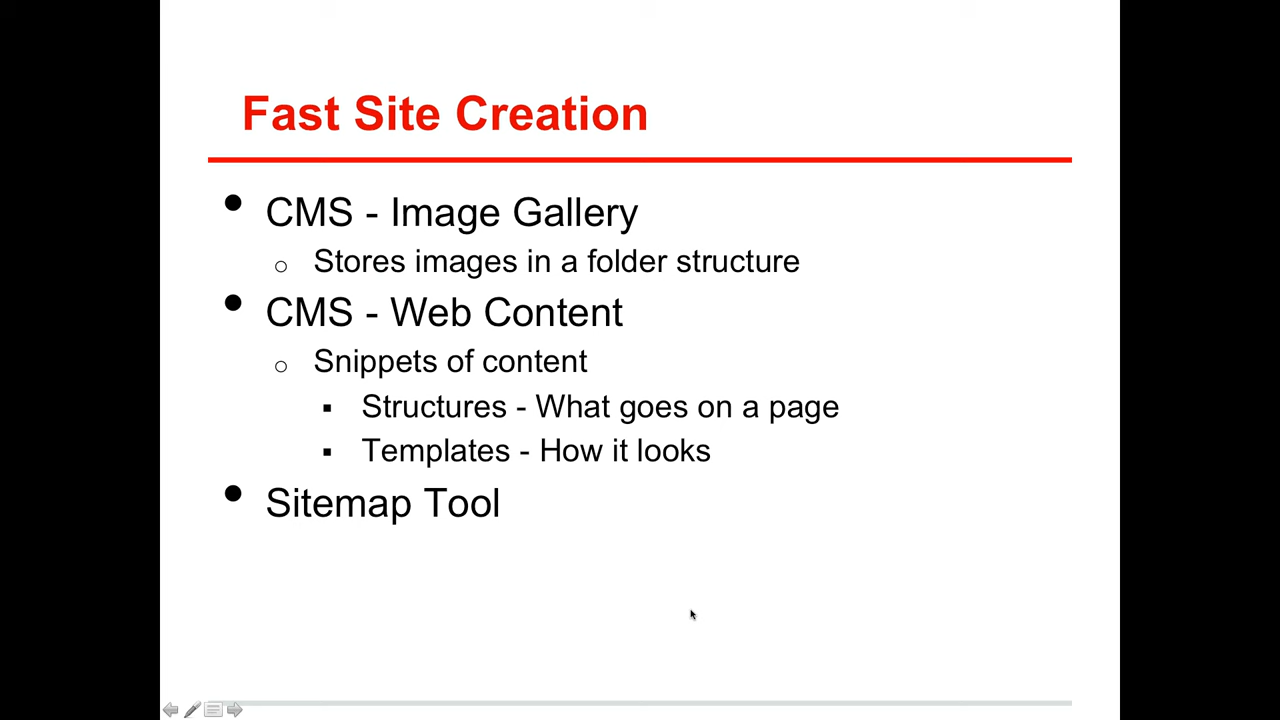 Fast Site Creation
• CMS - Image Gallery
o Stores images in a folder structure
• CMS - Web Content
o Snippets of content
▪ Structures - What goes on a page
▪ Templates - How it looks
• Sitemap Tool